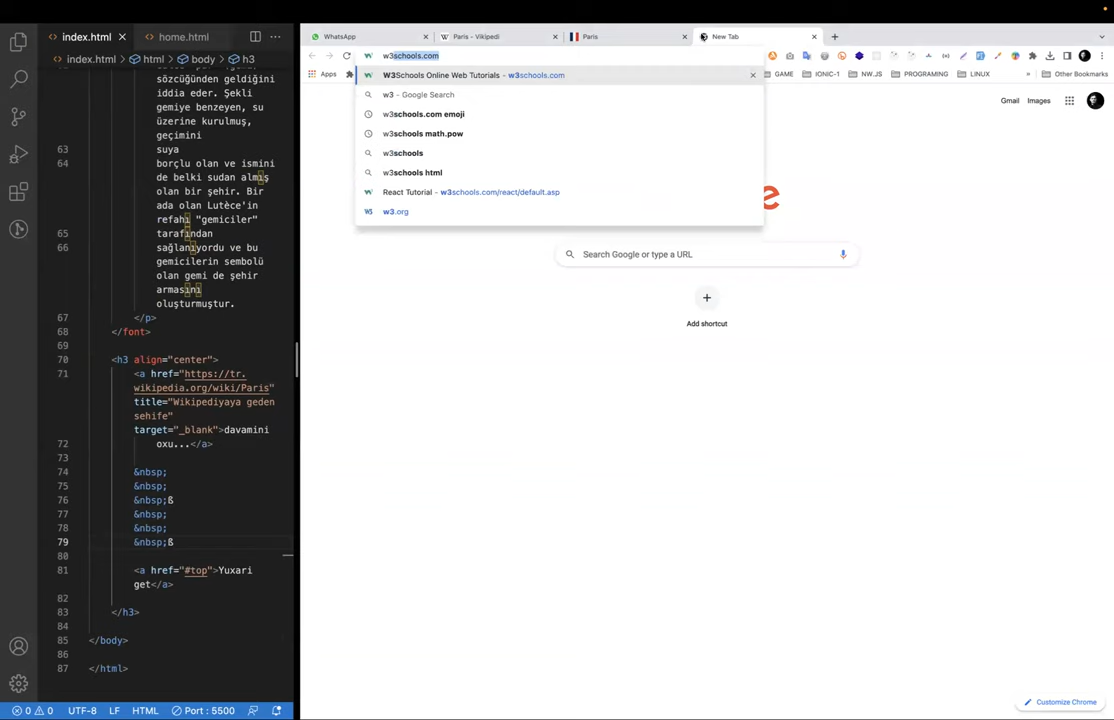 index.html
home.html
index.html > html > body > h3
sözcüğünden geldiğini
iddia eder. Şekli
gemiye benzeyen, su
üzerine kurulmuş,
geçimini
63 suya
64 borçlu olan ve ismini
de belki sudan almış
olan bir şehir. Bir
ada olan Lutèce'in
refahı "gemiciler"
65 tarafından
66 sağlanıyordu ve bu
gemicilerin sembolü
olan gemi de şehir
armasını
oluşturmuştur.
67 </p>
68 </font>
69
70 <h3 align="center">
71 <a href="https://tr.
wikipedia.org/wiki/Paris"
title="Wikipediyaya geden
sehife"
target="_blank">davamini
72 oxu...</a>
73
74 &nbsp;
75 &nbsp;
76 &nbsp;ß
77 &nbsp;
78 &nbsp;
79 &nbsp;ß
80
81 <a href="#top">Yuxari
get</a>
82
83 </h3>
84
85 </body>
86
87 </html>
0 0 UTF-8 LF HTML Port : 5500
WhatsApp
Paris - Vikipedi
Paris
New Tab
w3schools.com
Apps
GAME IONIC-1 NW.JS PROGRAMMING LINUX » Other Bookmarks
W3Schools Online Web Tutorials - w3schools.com
w3 - Google Search
w3schools.com emoji
w3schools math.pow
w3schools
w3schools html
React Tutorial - w3schools.com/react/default.asp
w3.org
Gmail Images
e
Search Google or type a URL
Add shortcut
Customize Chrome